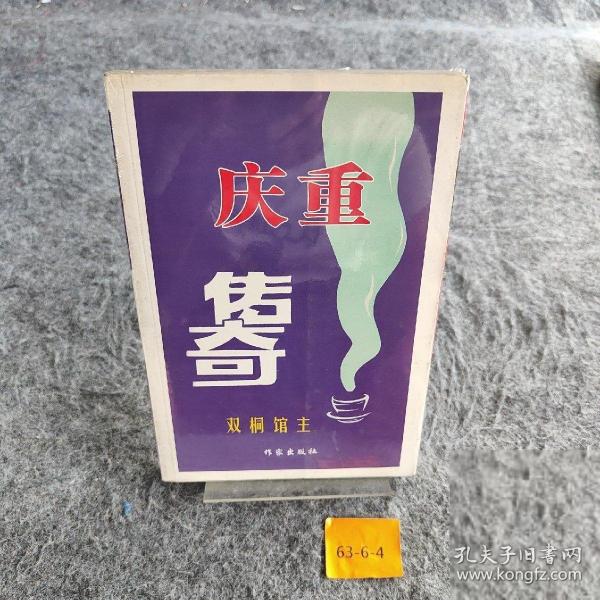 庆重
传奇
双桐馆主
作家出版社
63-6-4
孔夫子旧书网
www.kongfz.com